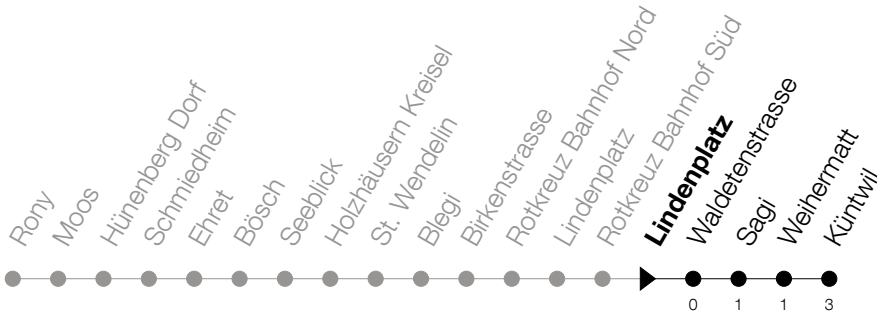 Rony
Moos
Hünenberg Dorf
Schmiedheim
Ehret
Bösch
Seeblick
Holzhäusern Kreisel
St. Wendelin
Blegi
Birkenstrasse
Rotkreuz Bahnhof Nord
Lindenplatz
Rotkreuz Bahnhof Süd
Lindenplatz
Waldetenstrasse
Sagi
Weihermatt
Küntwil
0 1 1 3